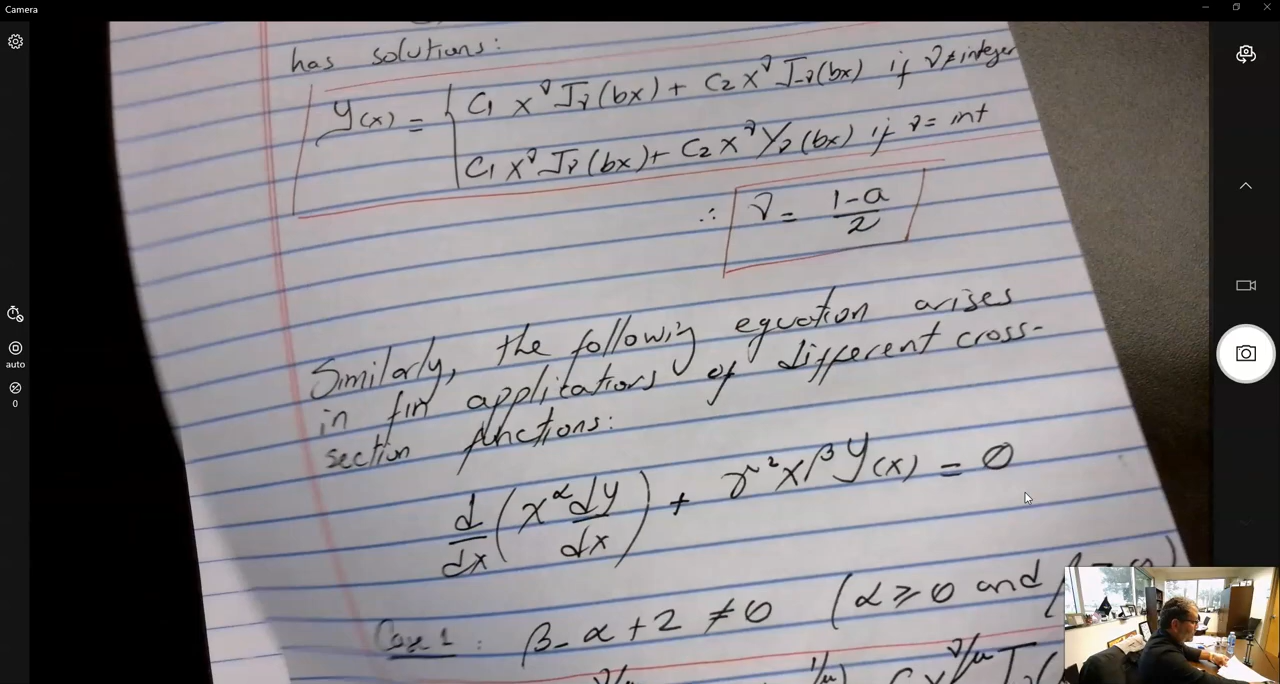 Camera
has solutions:
y(x) = { C1 x^ν Jν(bx) + C2 x^ν J-ν(bx) if ν ≠ integer
C1 x^ν Jν(bx) + C2 x^ν Yν(bx) if ν = int
∴ ν = (1-a)/2
Similarly, the following equation arises
in fin applications of different cross-
section functions:
d/dx (x^α dy/dx) + γ² x^β y(x) = 0
Case 1: β - α + 2 ≠ 0 (α ≥ 0 and
auto
0